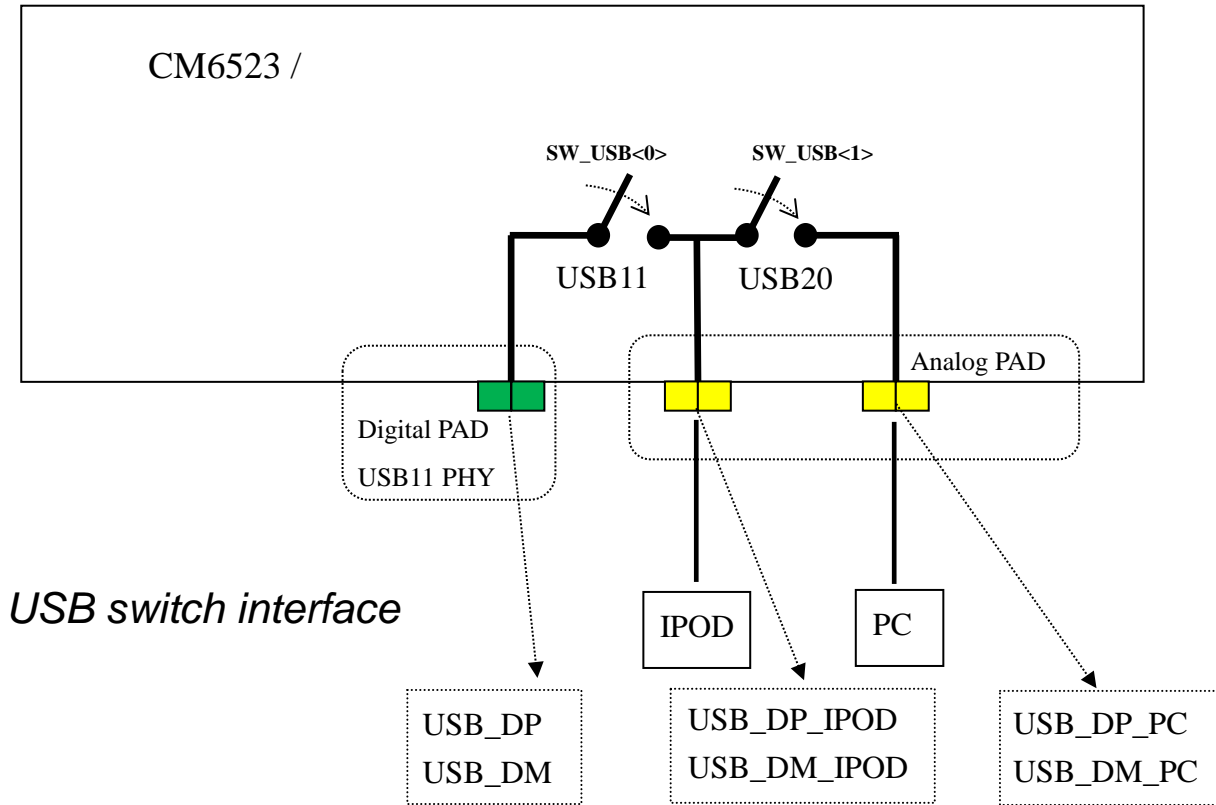 CM6523 /
SW_USB<0>
SW_USB<1>
USB11
USB20
Analog PAD
Digital PAD
USB11 PHY
USB switch interface
IPOD
PC
USB_DP
USB_DM
USB_DP_IPOD
USB_DM_IPOD
USB_DP_PC
USB_DM_PC